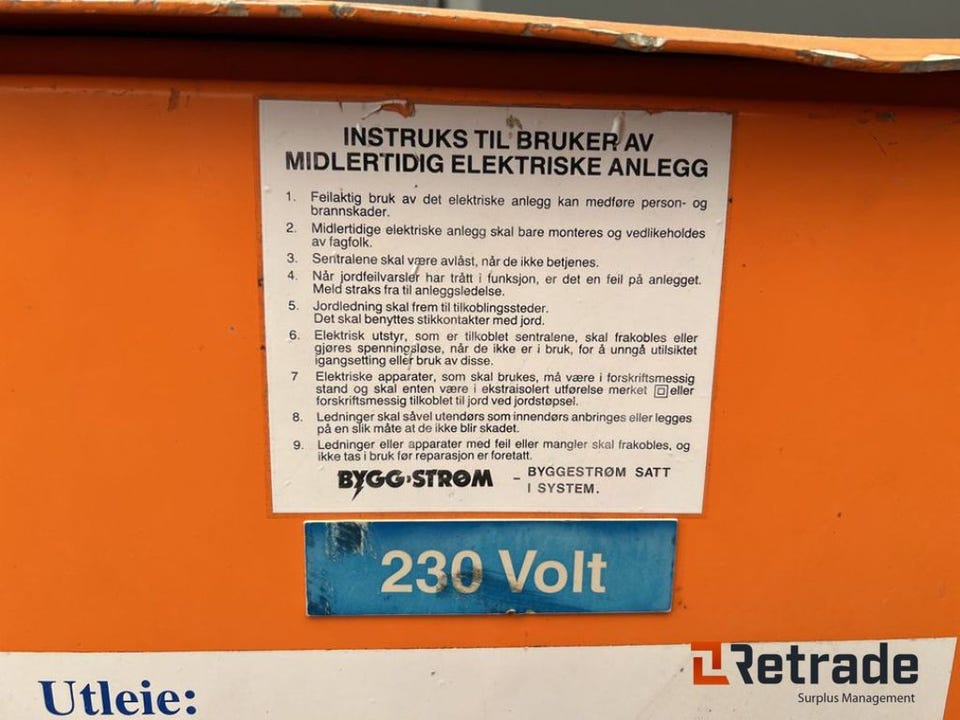 INSTRUKS TIL BRUKER AV
MIDLERTIDIG ELEKTRISKE ANLEGG
1. Feilaktig bruk av det elektriske anlegg kan medføre person- og
brannskader.
2. Midlertidige elektriske anlegg skal bare monteres og vedlikeholdes
av fagfolk.
3. Sentralene skal være avlåst, når de ikke betjenes.
4. Når jordfeilvarsler har trått i funksjon, er det en feil på anlegget.
Meld straks fra til anleggsledelse.
5. Jordledning skal frem til tilkoblingssteder.
Det skal benyttes stikkontakter med jord.
6. Elektrisk utstyr, som er tilkoblet sentralene, skal frakobles eller
gjøres spenningsløse, når de ikke er i bruk, for å unngå utilsiktet
igangsetting eller bruk av disse.
7 Elektriske apparater, som skal brukes, må være i forskriftsmessig
stand og skal enten være i ekstraisolert utførelse merket eller
forskriftsmessig tilkoblet til jord ved jordstøpsel.
8. Ledninger skal såvel utendørs som innendørs anbringes eller legges
på en slik måte at de ikke blir skadet.
9. Ledninger eller apparater med feil eller mangler skal frakobles, og
ikke tas i bruk før reparasjon er foretatt.
BYGG-STRØM - BYGGESTRØM SATT
I SYSTEM.
230 Volt
Utleie:
Retrade
Surplus Management